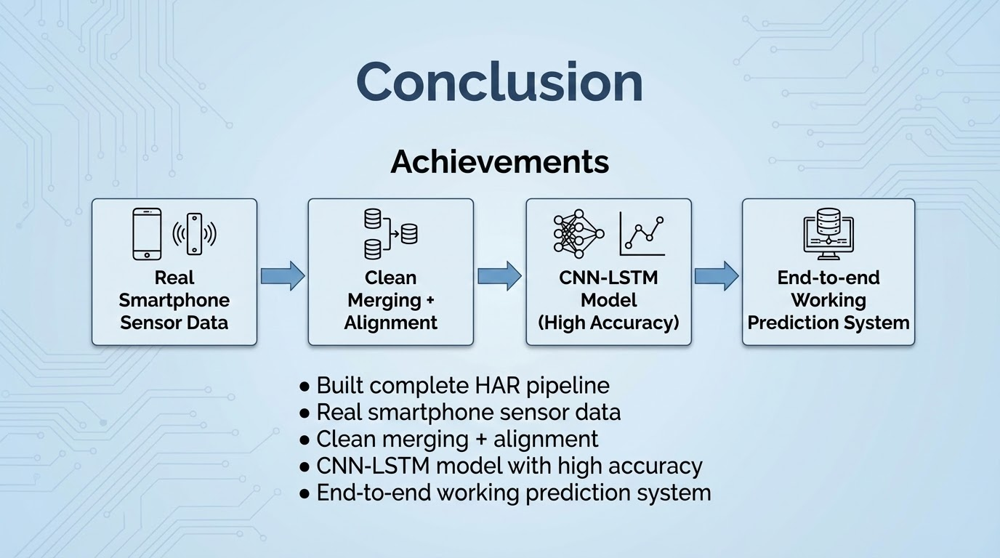 Conclusion
Achievements
Real
Smartphone
Sensor Data
Clean
Merging +
Alignment
CNN-LSTM
Model
(High Accuracy)
End-to-end
Working
Prediction System
● Built complete HAR pipeline
● Real smartphone sensor data
● Clean merging + alignment
● CNN-LSTM model with high accuracy
● End-to-end working prediction system